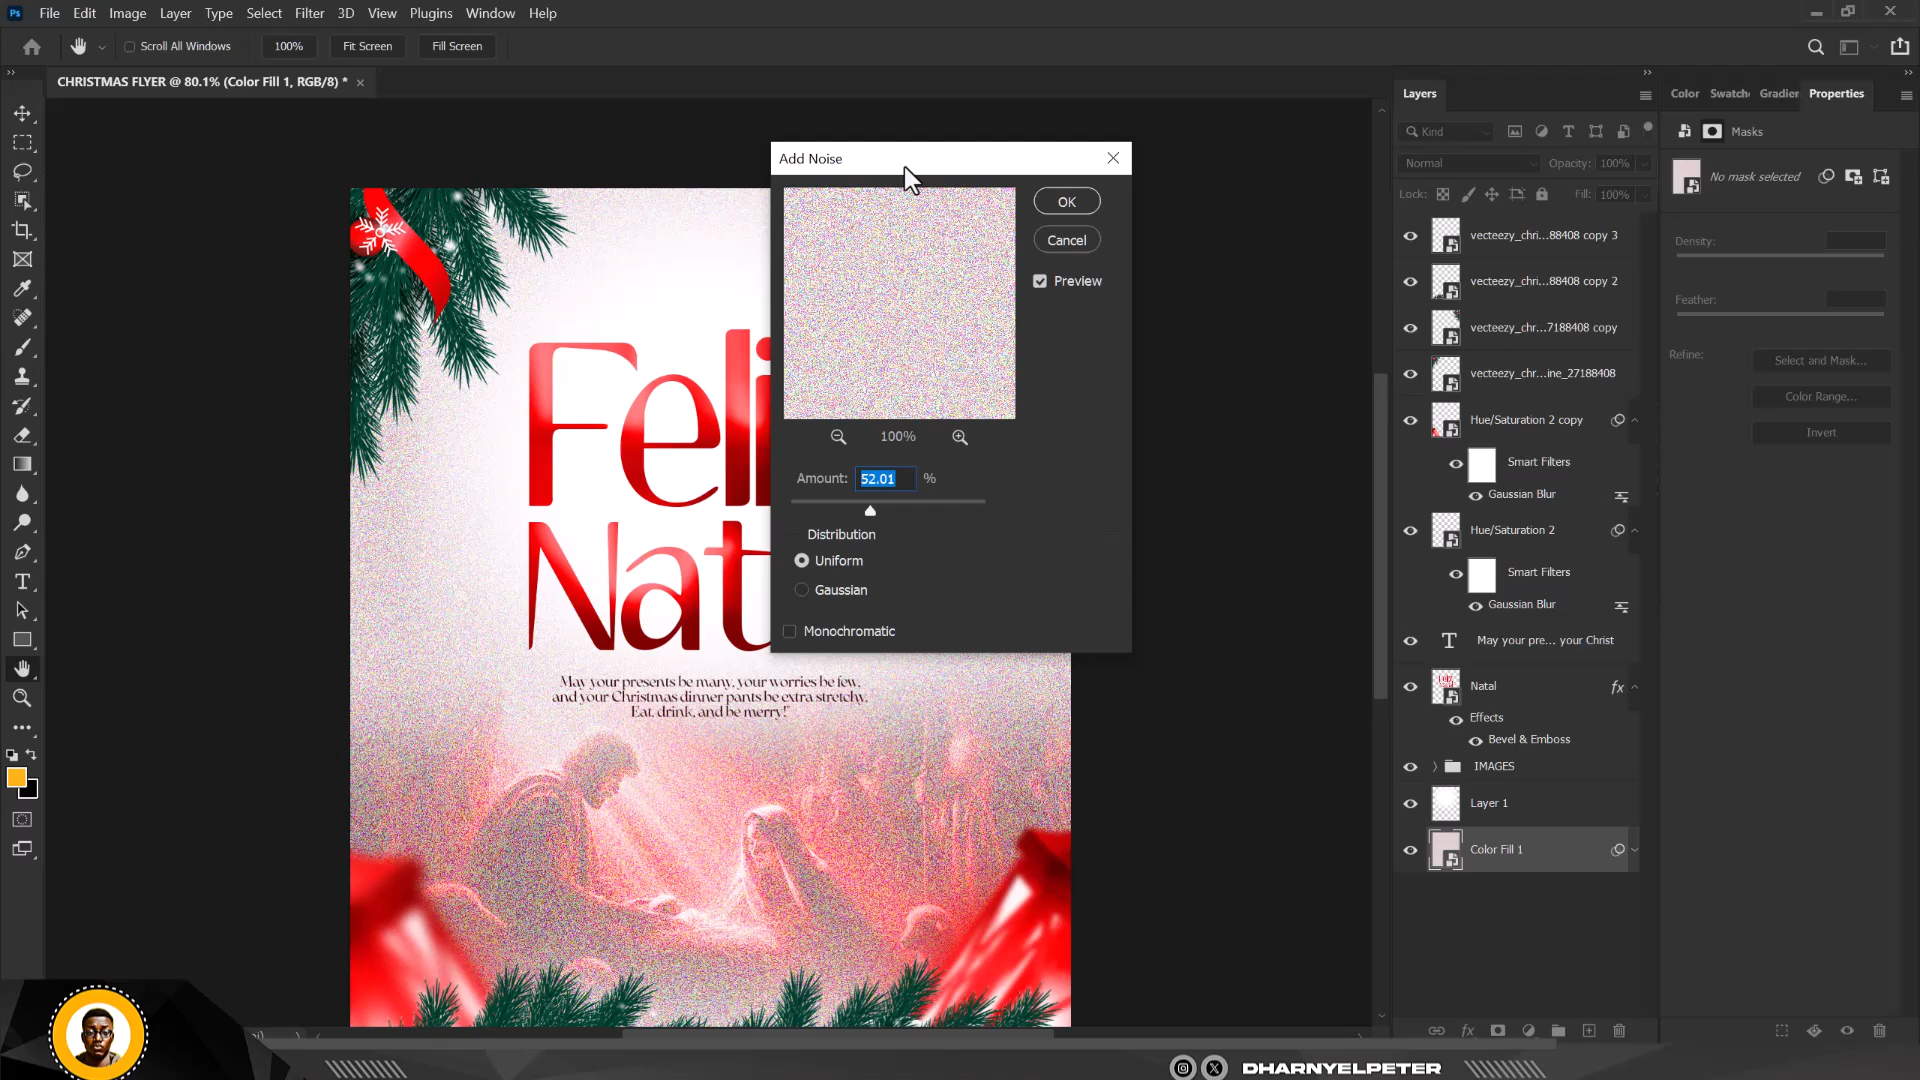 Ps File Edit Image Layer Type Select Filter 3D View Plugins Window Help
Scroll All Windows 100% Fit Screen Fill Screen
CHRISTMAS FLYER @ 80.1% (Color Fill 1, RGB/8) *
Feli
Nat
May your presents be many, your worries be few,
and your Christmas dinner pants be extra stretchy.
Eat, drink, and be merry!"
Add Noise
OK
Cancel
Preview
100%
Amount: 52.01 %
Distribution
Uniform
Gaussian
Monochromatic
Layers
Kind
Normal Opacity: 100%
Lock: Fill: 100%
vecteezy_chri...88408 copy 3
vecteezy_chri...88408 copy 2
vecteezy_chr...7188408 copy
vecteezy_chr...ine_27188408
Hue/Saturation 2 copy
Smart Filters
Gaussian Blur
Hue/Saturation 2
Smart Filters
Gaussian Blur
T May your pre... your Christ
Natal fx
Effects
Bevel & Emboss
IMAGES
Layer 1
Color Fill 1
fx
Color Swatch Gradier Properties
Masks
No mask selected
Density:
Feather:
Refine: Select and Mask...
Color Range...
Invert
DHARNYELPETER